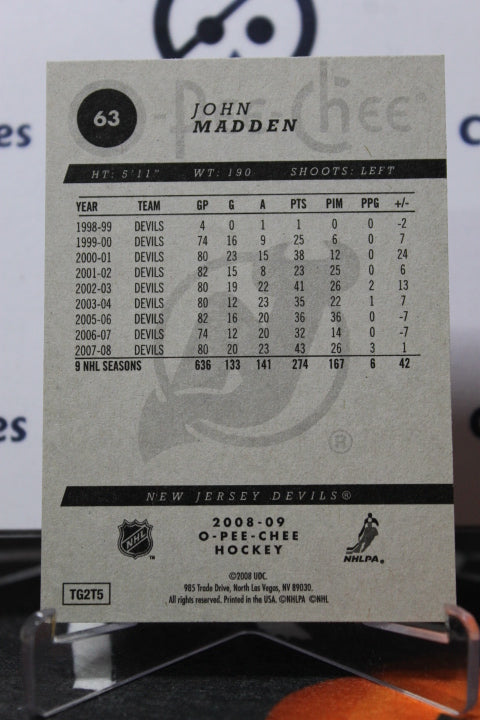 63
O-Pee-Chee®
JOHN
MADDEN
HT: 5'11" WT: 190 SHOOTS: LEFT
YEAR TEAM GP G A PTS PIM PPG +/-
1998-99 DEVILS 4 0 1 1 0 0 -2
1999-00 DEVILS 74 16 9 25 6 0 7
2000-01 DEVILS 80 23 15 38 12 0 24
2001-02 DEVILS 82 15 8 23 25 0 6
2002-03 DEVILS 80 19 22 41 26 2 13
2003-04 DEVILS 80 12 23 35 22 1 7
2005-06 DEVILS 82 16 20 36 36 0 -7
2006-07 DEVILS 74 12 20 32 14 0 -7
2007-08 DEVILS 80 20 23 43 26 3 1
9 NHL SEASONS 636 133 141 274 167 6 42
®
NEW JERSEY DEVILS®
NHL
TM
2008-09
O-PEE-CHEE
HOCKEY
NHLPA®
©2008 UDC.
985 Trade Drive, North Las Vegas, NV 89030.
All rights reserved. Printed in the USA. ©NHLPA ©NHL
TG2T5